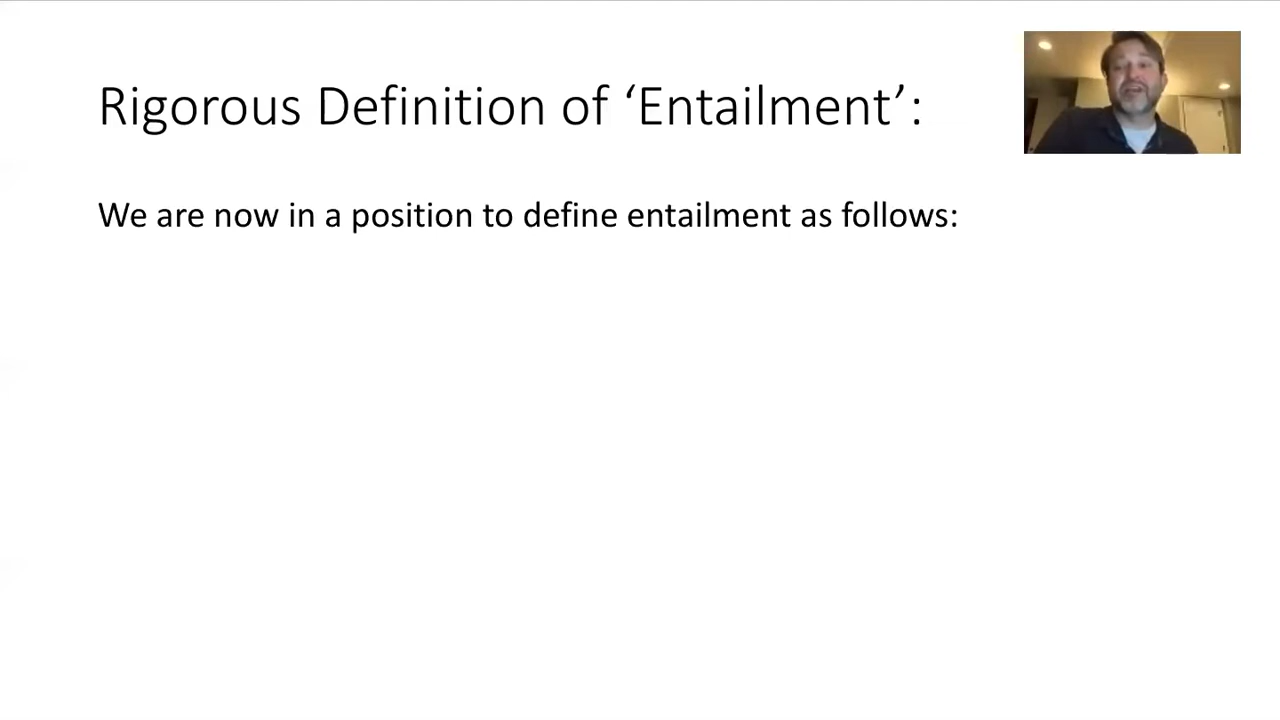 Rigorous Definition of ‘Entailment’:
We are now in a position to define entailment as follows: